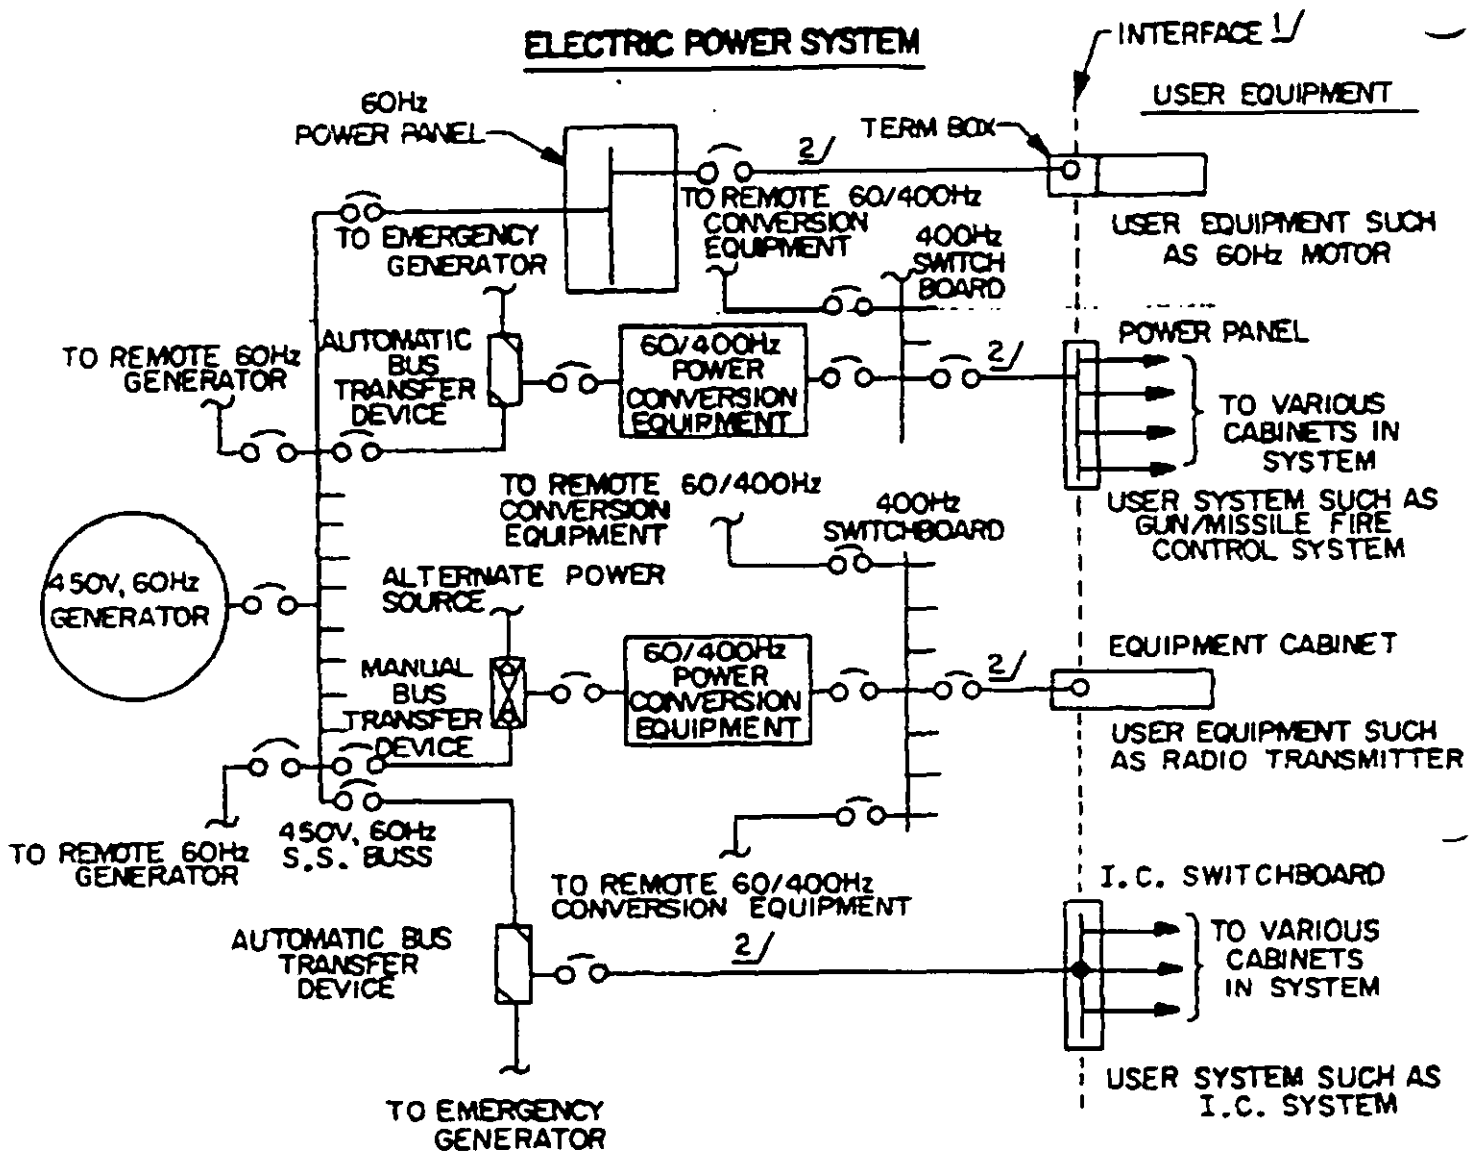 ELECTRIC POWER SYSTEM
INTERFACE 1/
USER EQUIPMENT
60Hz
POWER PANEL
TERM BOX
2/
TO REMOTE 60/400Hz
CONVERSION
EQUIPMENT
400Hz
SWITCH
BOARD
USER EQUIPMENT SUCH
AS 60Hz MOTOR
TO EMERGENCY
GENERATOR
TO REMOTE 60Hz
GENERATOR
AUTOMATIC
BUS
TRANSFER
DEVICE
60/400Hz
POWER
CONVERSION
EQUIPMENT
2/
POWER PANEL
TO VARIOUS
CABINETS IN
SYSTEM
USER SYSTEM SUCH AS
GUN/MISSILE FIRE
CONTROL SYSTEM
TO REMOTE 60/400Hz
CONVERSION
EQUIPMENT
400Hz
SWITCHBOARD
450V, 60Hz
GENERATOR
ALTERNATE POWER
SOURCE
MANUAL
BUS
TRANSFER
DEVICE
60/400Hz
POWER
CONVERSION
EQUIPMENT
2/
EQUIPMENT CABINET
USER EQUIPMENT SUCH
AS RADIO TRANSMITTER
TO REMOTE 60Hz
GENERATOR
450V, 60Hz
S.S. BUSS
TO REMOTE 60/400Hz
CONVERSION EQUIPMENT
I.C. SWITCHBOARD
AUTOMATIC BUS
TRANSFER
DEVICE
2/
TO VARIOUS
CABINETS
IN SYSTEM
USER SYSTEM SUCH AS
I.C. SYSTEM
TO EMERGENCY
GENERATOR